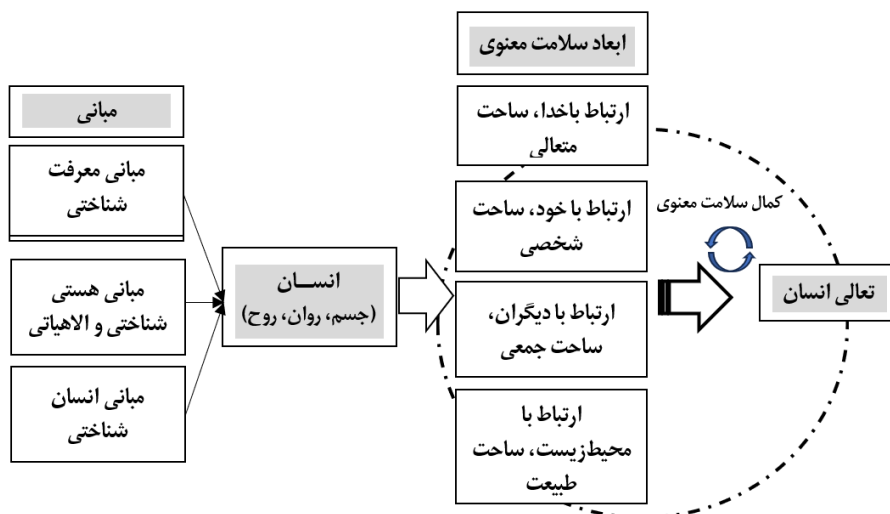 مبانی
مبانی معرفت
شناختی
مبانی هستی
شناختی و الاهیاتی
مبانی انسان
شناختی
انســان
(جسم، روان، روح)
ابعاد سلامت معنوی
ارتباط باخدا، ساحت
متعالی
ارتباط با خود، ساحت
شخصی
ارتباط با دیگران،
ساحت جمعی
ارتباط با
محیط‌زیست، ساحت
طبیعت
کمال سلامت معنوی
تعالی انسان